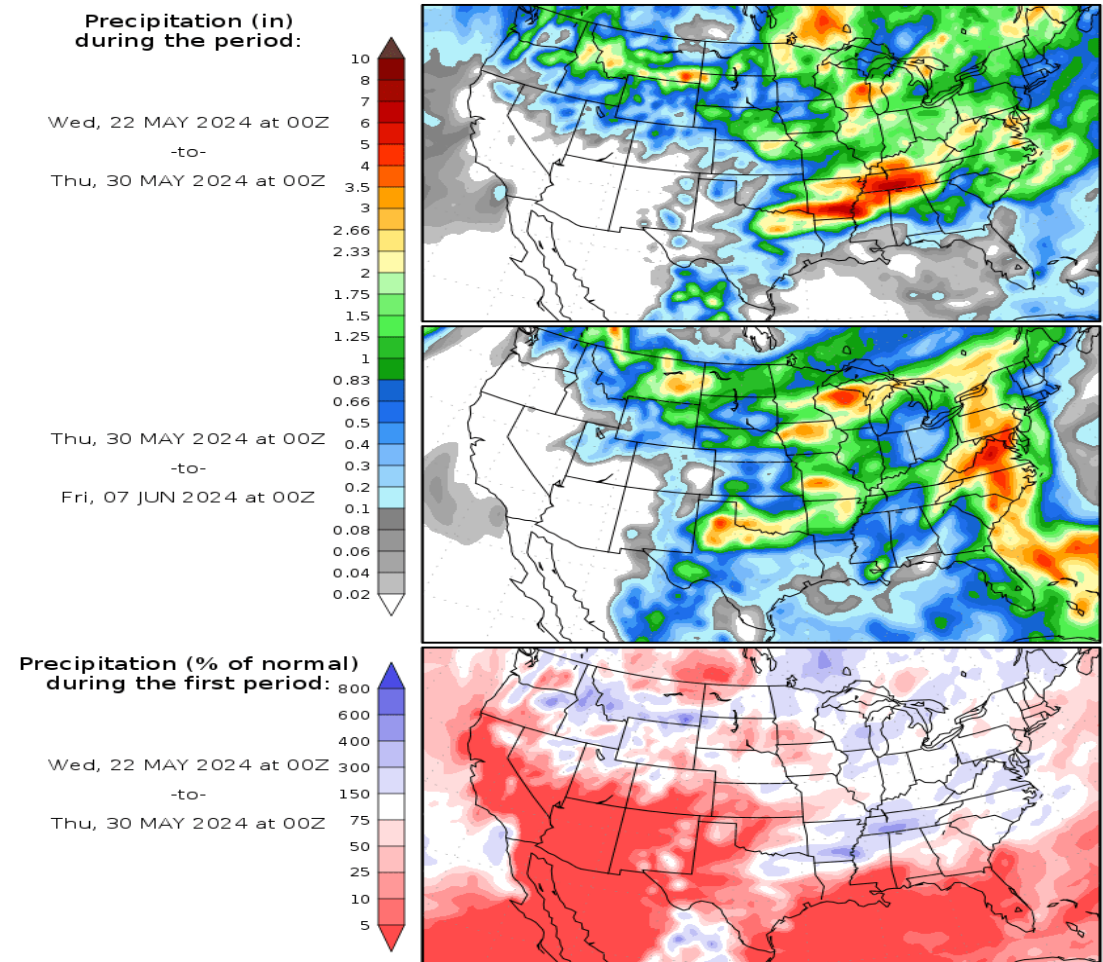 Precipitation (in)
during the period:
Wed, 22 MAY 2024 at 00Z
-to-
Thu, 30 MAY 2024 at 00Z
10
8
7
6
5
4
3.5
3
2.66
2.33
2
1.75
1.5
1.25
1
0.83
0.66
0.5
0.4
0.3
0.2
0.1
0.08
0.06
0.04
0.02
Thu, 30 MAY 2024 at 00Z
-to-
Fri, 07 JUN 2024 at 00Z
Precipitation (% of normal)
during the first period:
Wed, 22 MAY 2024 at 00Z
-to-
Thu, 30 MAY 2024 at 00Z
800
600
400
300
150
75
50
25
10
5